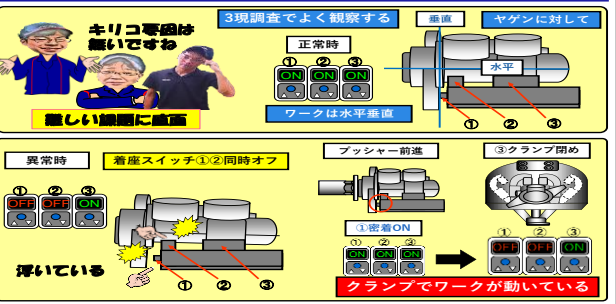 キリコ要因は
無いですね
難しい課題に直面
3現調査でよく観察する
正常時
① ② ③
ON ON ON
ワークは水平垂直
垂直
ヤゲンに対して
水平
① ② ③
異常時
着座スイッチ①②同時オフ
① ② ③
OFF OFF ON
浮いている
① ② ③
プッシャー前進
①密着ON
① ② ③
ON ON ON
③クランプ閉め
① ② ③
OFF OFF ON
クランプでワークが動いている